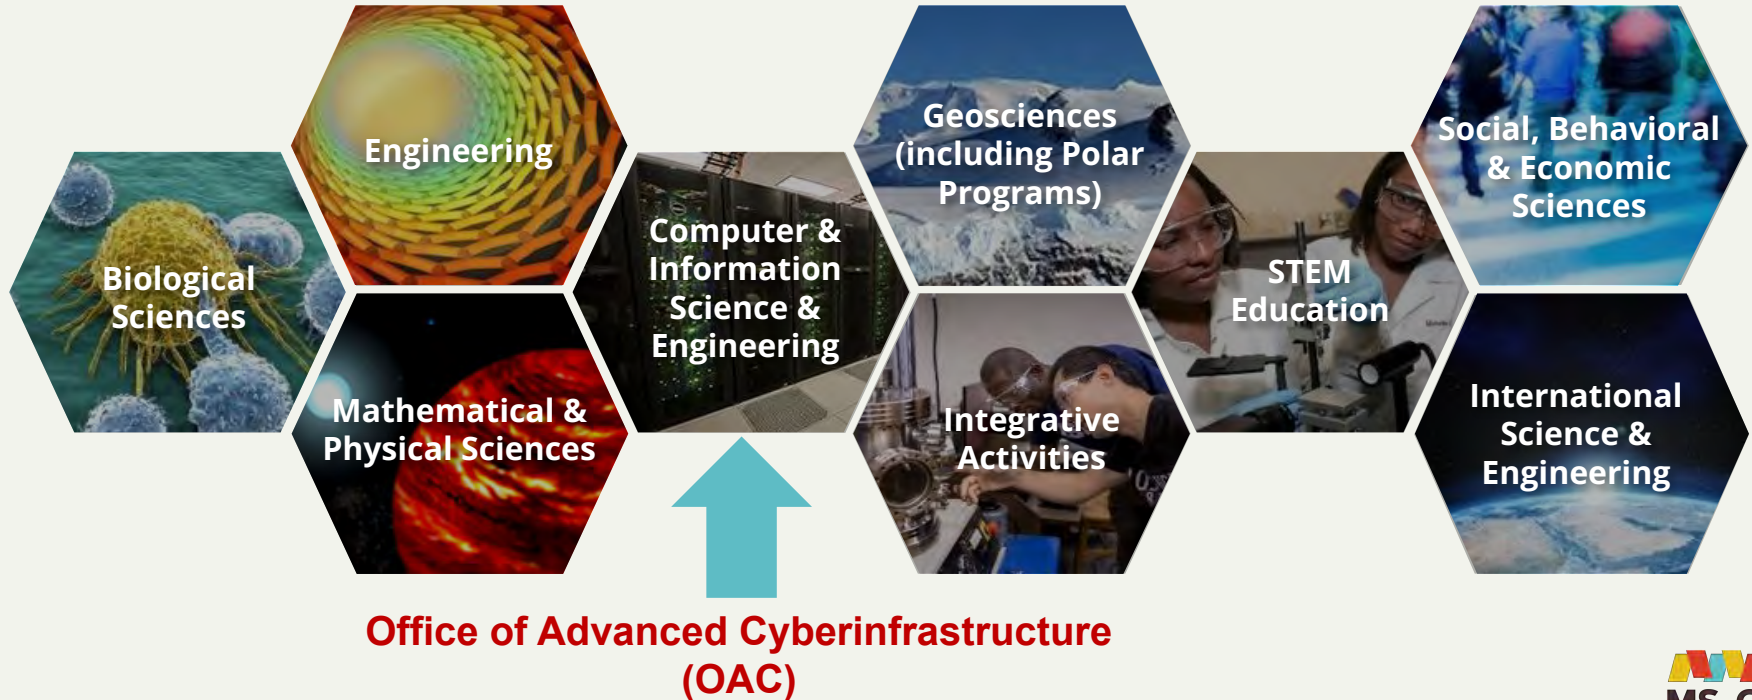 Biological
Sciences
Engineering
Mathematical &
Physical Sciences
Computer &
Information
Science &
Engineering
Geosciences
(including Polar
Programs)
Integrative
Activities
STEM
Education
Social, Behavioral
& Economic
Sciences
International
Science &
Engineering
Office of Advanced Cyberinfrastructure
(OAC)